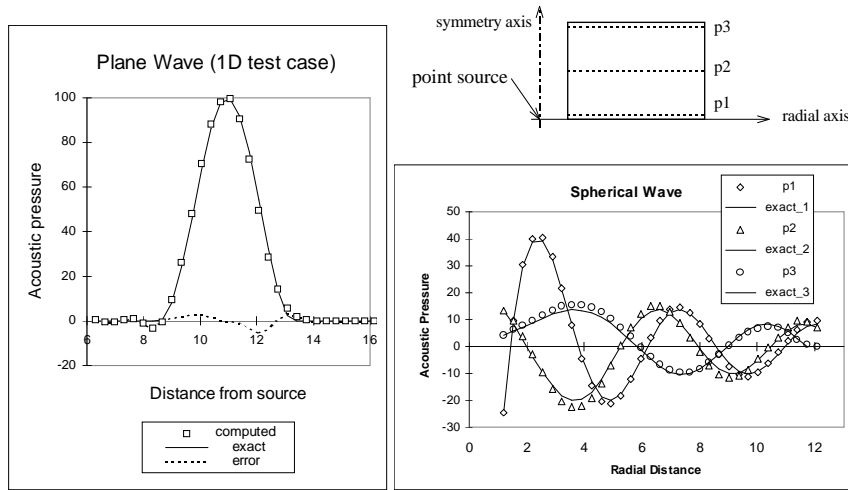 Plane Wave (1D test case)
Acoustic pressure
100
80
60
40
20
0
-20
6 8 10 12 14 16
Distance from source
computed
exact
error
symmetry axis
point source
p3
p2
p1
radial axis
Spherical Wave
Acoustic Pressure
50
40
30
20
10
0
-10
-20
-30
0 2 4 6 8 10 12 14
Radial Distance
p1
exact_1
p2
exact_2
p3
exact_3